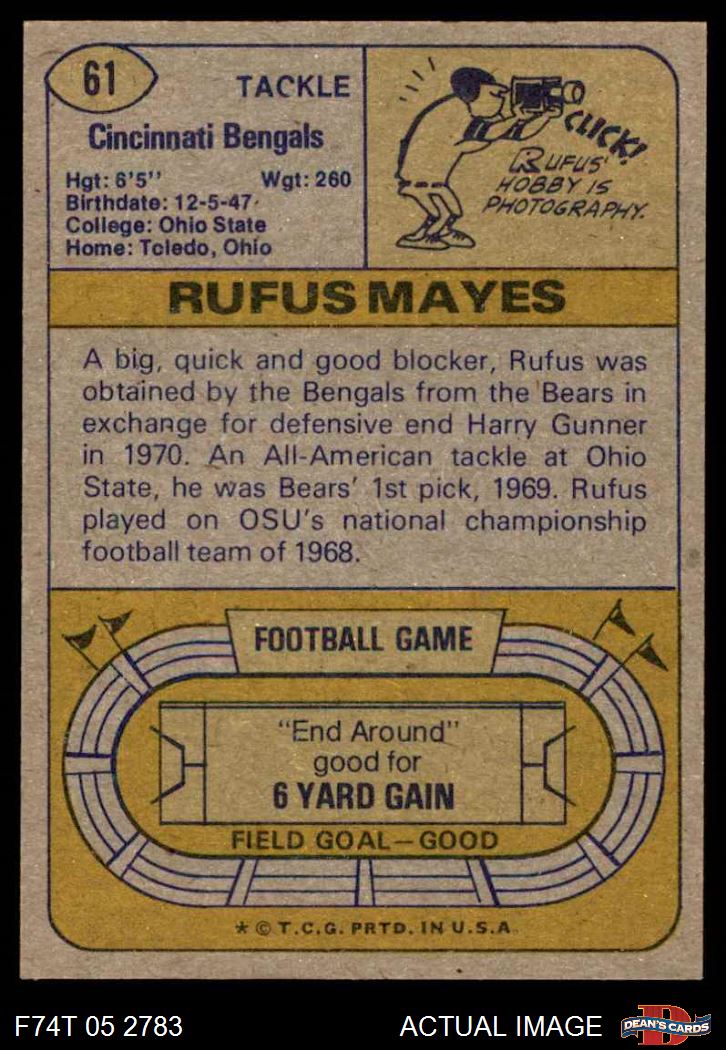 61
TACKLE
Cincinnati Bengals
Hgt: 6'5" Wgt: 260
Birthdate: 12-5-47
College: Ohio State
Home: Toledo, Ohio
CLICK!
RUFUS'
HOBBY IS
PHOTOGRAPHY.
RUFUS MAYES
A big, quick and good blocker, Rufus was
obtained by the Bengals from the Bears in
exchange for defensive end Harry Gunner
in 1970. An All-American tackle at Ohio
State, he was Bears' 1st pick, 1969. Rufus
played on OSU's national championship
football team of 1968.
FOOTBALL GAME
"End Around"
good for
6 YARD GAIN
FIELD GOAL—GOOD
* © T.C.G. PRTD. IN U.S.A.
F74T 05 2783 ACTUAL IMAGE
D
DEAN'S CARDS